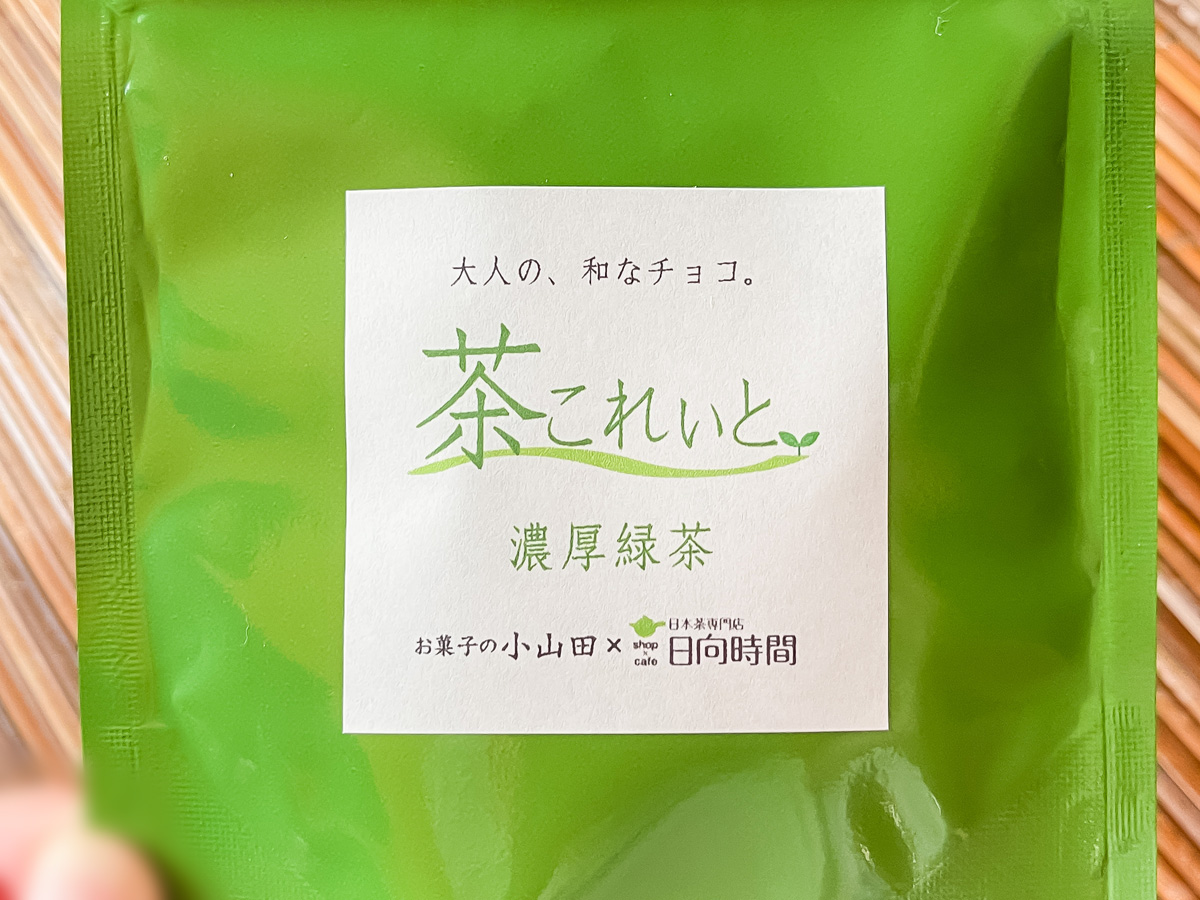 大人の、和なチョコ。
茶これぃと
濃厚緑茶
お菓子の小山田×
shop × cafe
日本茶専門店
日向時間